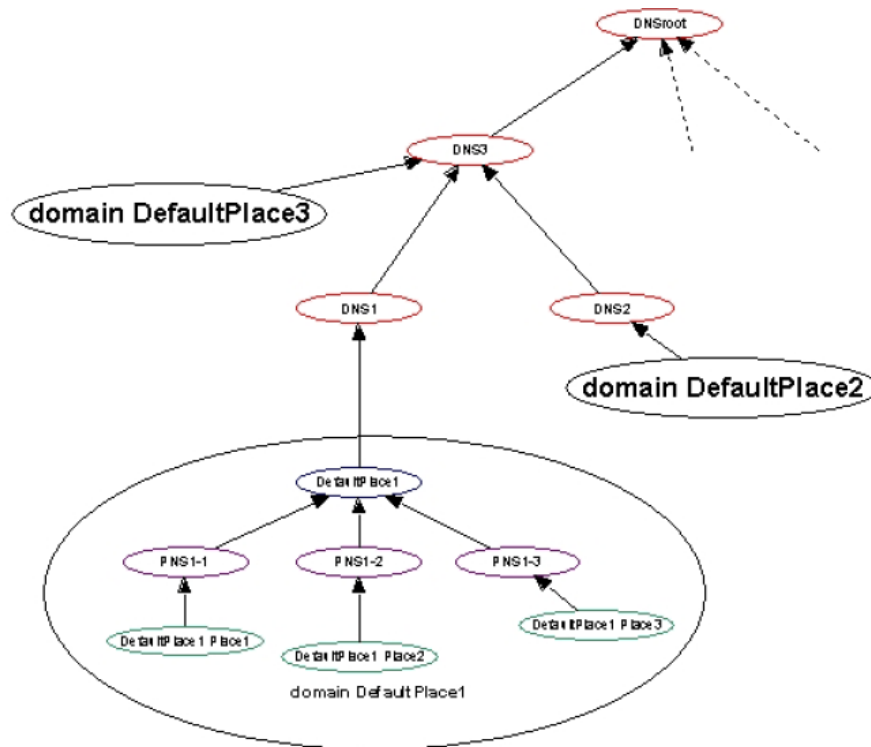 DNSroot
DNS3
domain DefaultPlace3
DNS1
DNS2
domain DefaultPlace2
DefaultPlace1
PNS1-1
PNS1-2
PNS1-3
DefaultPlace1 Place1
DefaultPlace1 Place2
DefaultPlace1 Place3
domain DefaultPlace1